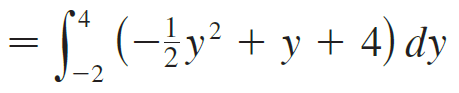 = ∫_{-2}^{4} (-½y² + y + 4) dy